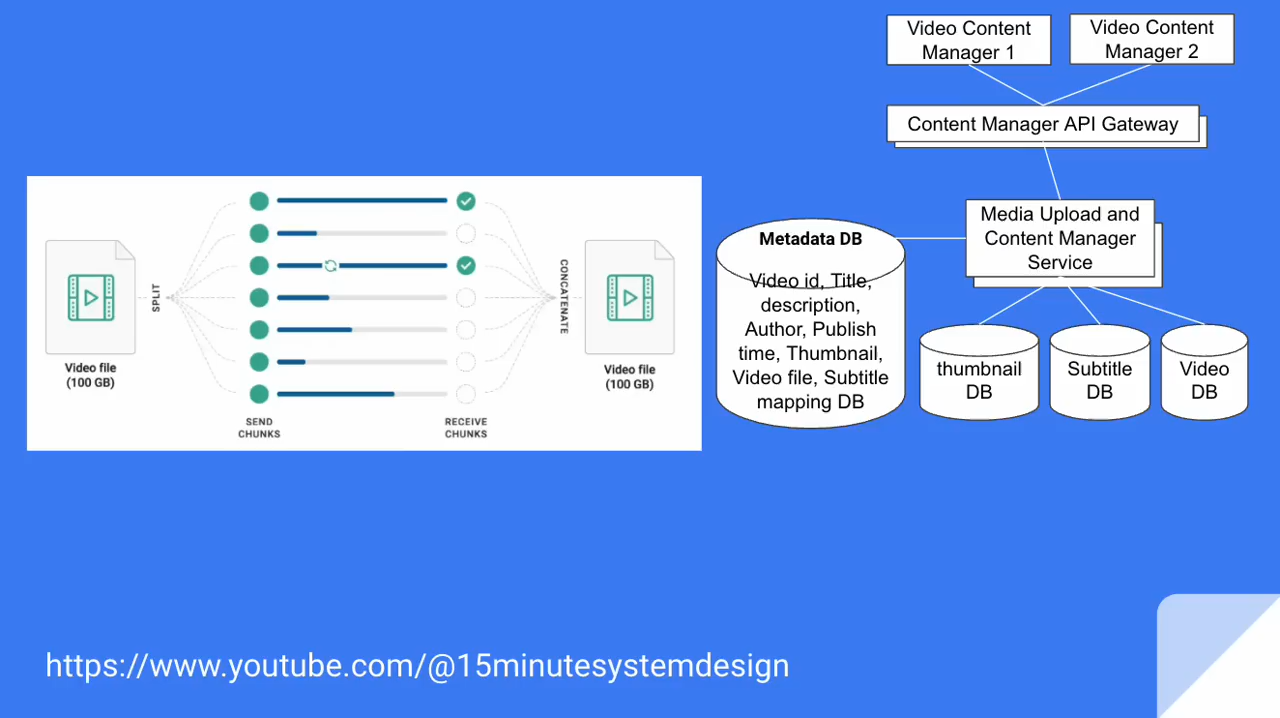 Video Content
Manager 1
Video Content
Manager 2
Content Manager API Gateway
Media Upload and
Content Manager
Service
Metadata DB
Video id, Title,
description,
Author, Publish
time, Thumbnail,
Video file, Subtitle
mapping DB
thumbnail
DB
Subtitle
DB
Video
DB
Video file
(100 GB)
SPLIT
SEND
CHUNKS
RECEIVE
CHUNKS
CONCATENATE
Video file
(100 GB)
https://www.youtube.com/@15minutesystemdesign